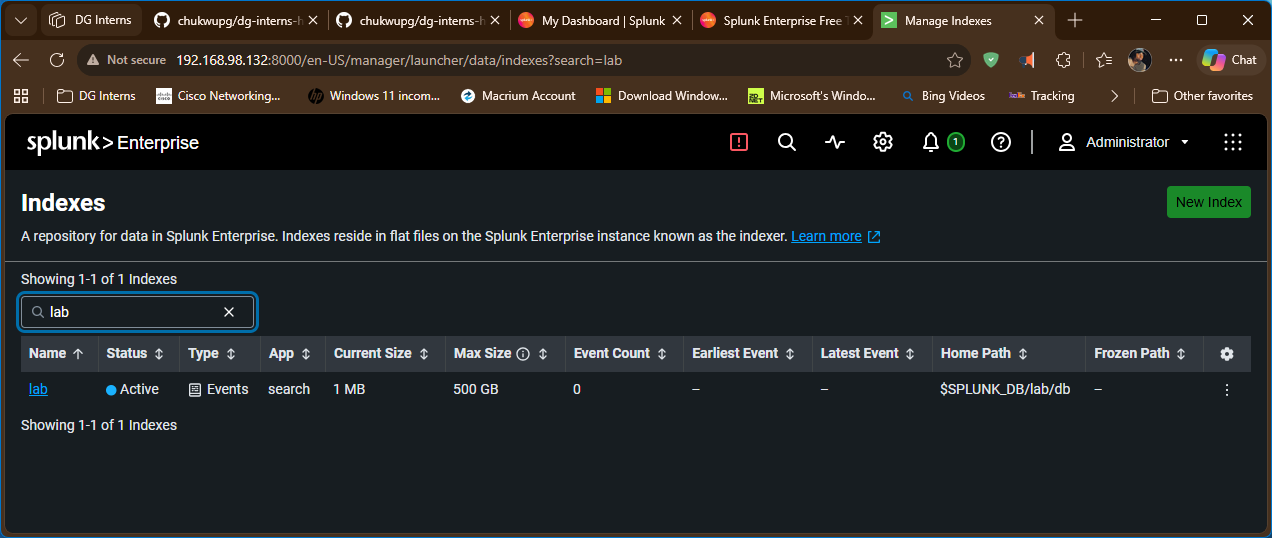 DG Interns
chukwupg/dg-interns-h
chukwupg/dg-interns-h
My Dashboard | Splunk
Splunk Enterprise Free T
Manage Indexes
Not secure 192.168.98.132:8000/en-US/manager/launcher/data/indexes?search=lab
Chat
DG Interns
Cisco Networking...
Windows 11 incom...
Macrium Account
Download Window...
Microsoft's Windo...
Bing Videos
Tracking
Other favorites
splunk>Enterprise
1
Administrator
Indexes
New Index
A repository for data in Splunk Enterprise. Indexes reside in flat files on the Splunk Enterprise instance known as the indexer. Learn more
Showing 1-1 of 1 Indexes
lab
Name Status Type App Current Size Max Size Event Count Earliest Event Latest Event Home Path Frozen Path
lab Active Events search 1 MB 500 GB 0 – – $SPLUNK_DB/lab/db –
Showing 1-1 of 1 Indexes